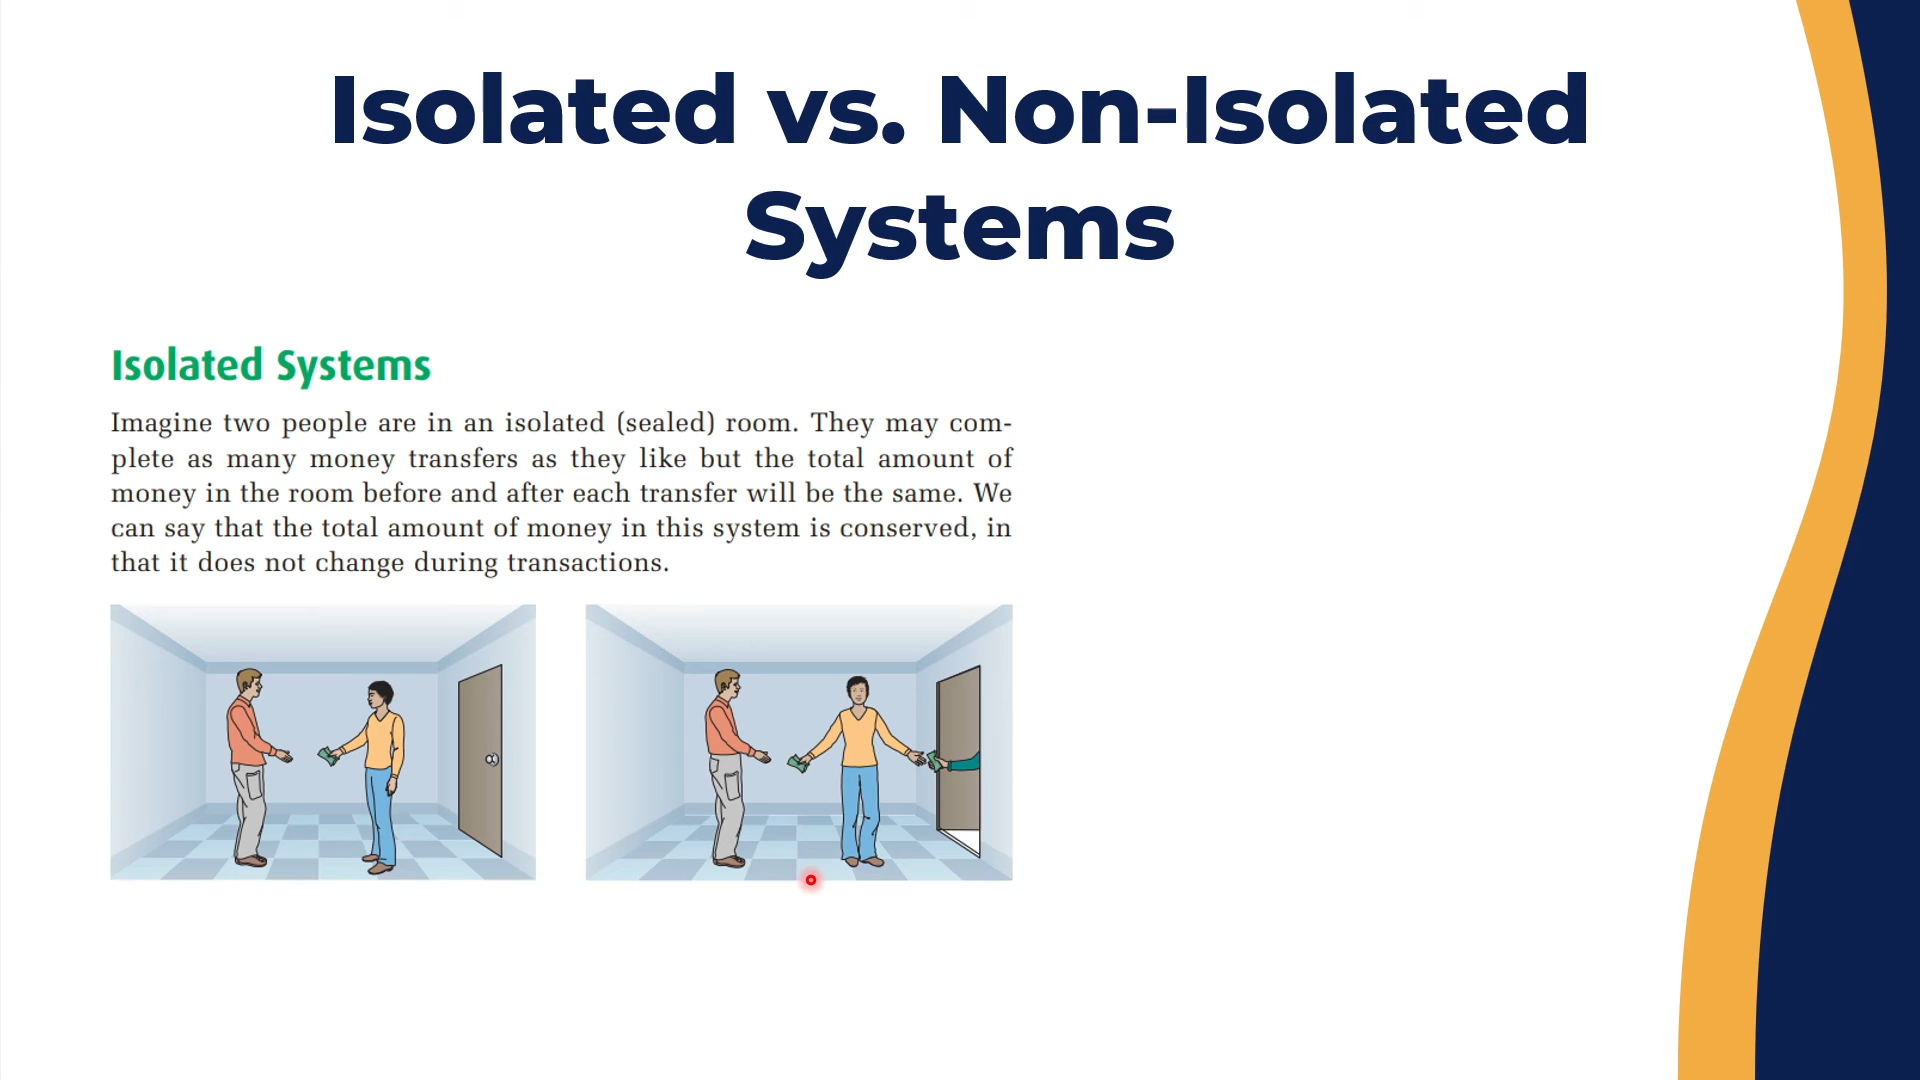 Isolated vs. Non-Isolated
Systems
Isolated Systems
Imagine two people are in an isolated (sealed) room. They may com-
plete as many money transfers as they like but the total amount of
money in the room before and after each transfer will be the same. We
can say that the total amount of money in this system is conserved, in
that it does not change during transactions.